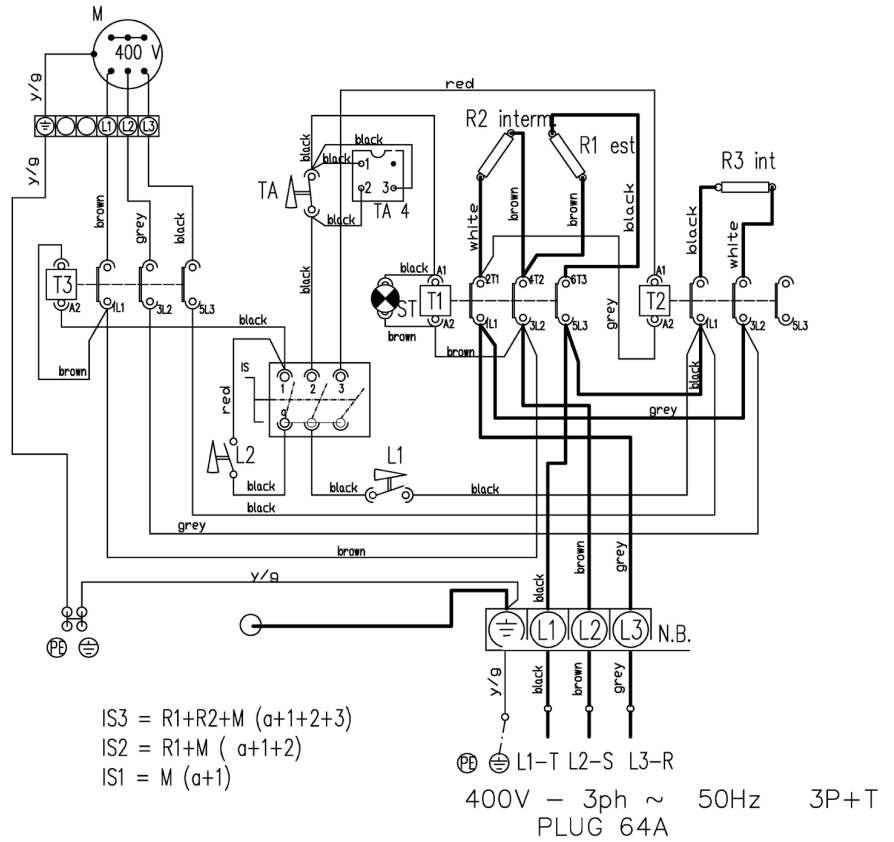 M
400 V
y/g
L1 L2 L3
y/g
brown
grey
black
red
R2 interm.
R1 est
R3 int
black
black
black
1
2 3
TA
TA 4
black
white
brown
brown
black
black
white
T3
A2
1L1 3L2 5L3
brown
black
black
black
A1
ST
T1
A2
brown
2T1 4T2 6T3
1L1 3L2 5L3
brown
grey
A1
T2
A2
1L1 3L2 5L3
black
grey
IS
1 2 3
a
red
L2
black
black
L1
black
black
grey
brown
y/g
black
brown
grey
PE
L1 L2 L3 N.B.
y/g
black
brown
grey
PE L1-T L2-S L3-R
IS3 = R1+R2+M (a+1+2+3)
IS2 = R1+M ( a+1+2)
IS1 = M (a+1)
400V - 3ph ~ 50Hz 3P+T
PLUG 64A